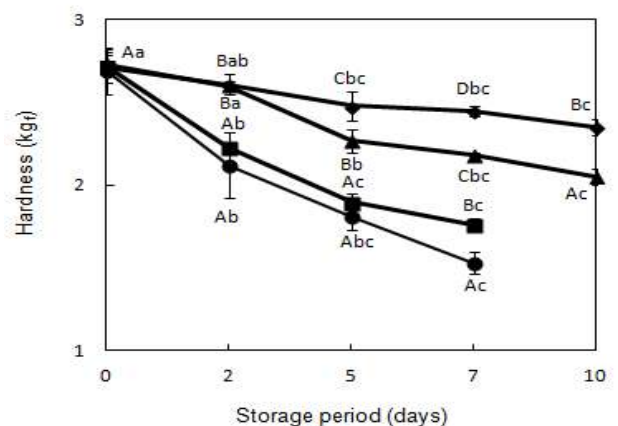 3
Aa
Bab
Cbc
Dbc
Bc
Ba
Ab
Hardness (kgf)
2
Bb
Ac
Cbc
Ac
Ab
Abc
Bc
Ac
1
0 2 5 7 10
Storage period (days)